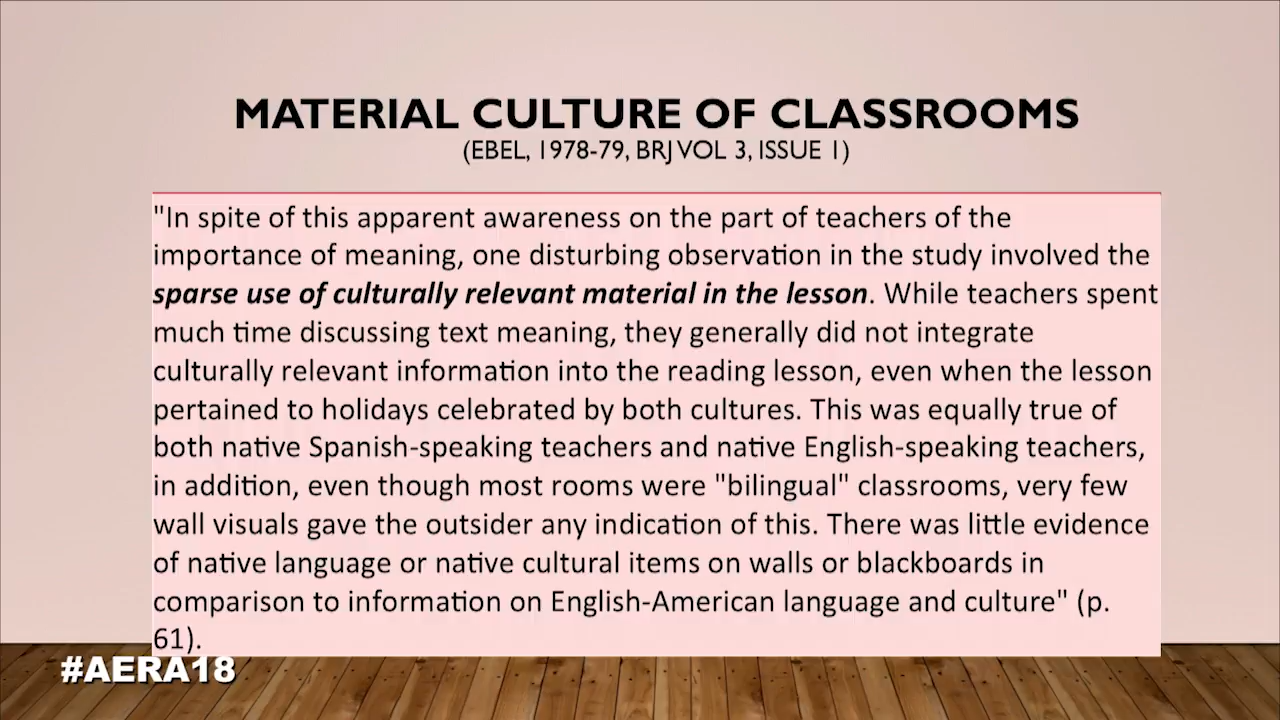 MATERIAL CULTURE OF CLASSROOMS
(EBEL, 1978-79, BRJ VOL 3, ISSUE 1)
"In spite of this apparent awareness on the part of teachers of the
importance of meaning, one disturbing observation in the study involved the
sparse use of culturally relevant material in the lesson. While teachers spent
much time discussing text meaning, they generally did not integrate
culturally relevant information into the reading lesson, even when the lesson
pertained to holidays celebrated by both cultures. This was equally true of
both native Spanish-speaking teachers and native English-speaking teachers,
in addition, even though most rooms were "bilingual" classrooms, very few
wall visuals gave the outsider any indication of this. There was little evidence
of native language or native cultural items on walls or blackboards in
comparison to information on English-American language and culture" (p.
61).
#AERA18